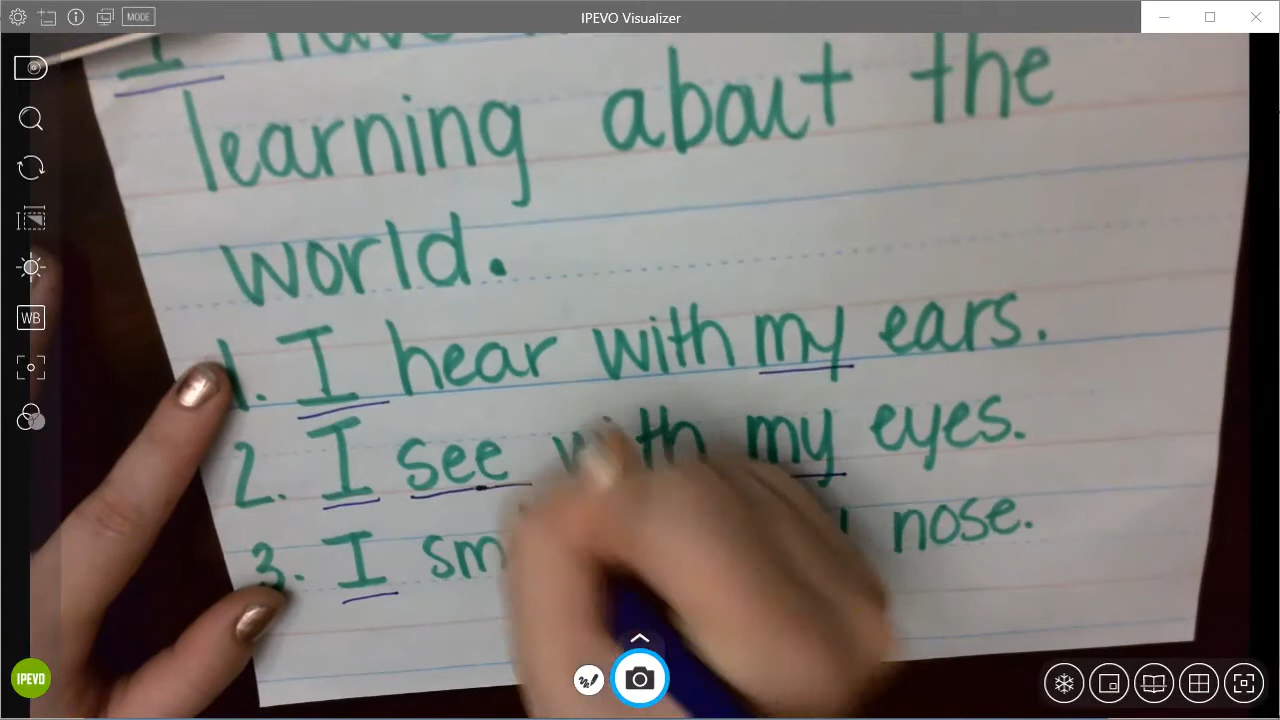 IPEVO Visualizer
MODE
I have
learning about the
world.
1. I hear with my ears.
2. I see with my eyes.
3. I nose.
WB
IPEVO